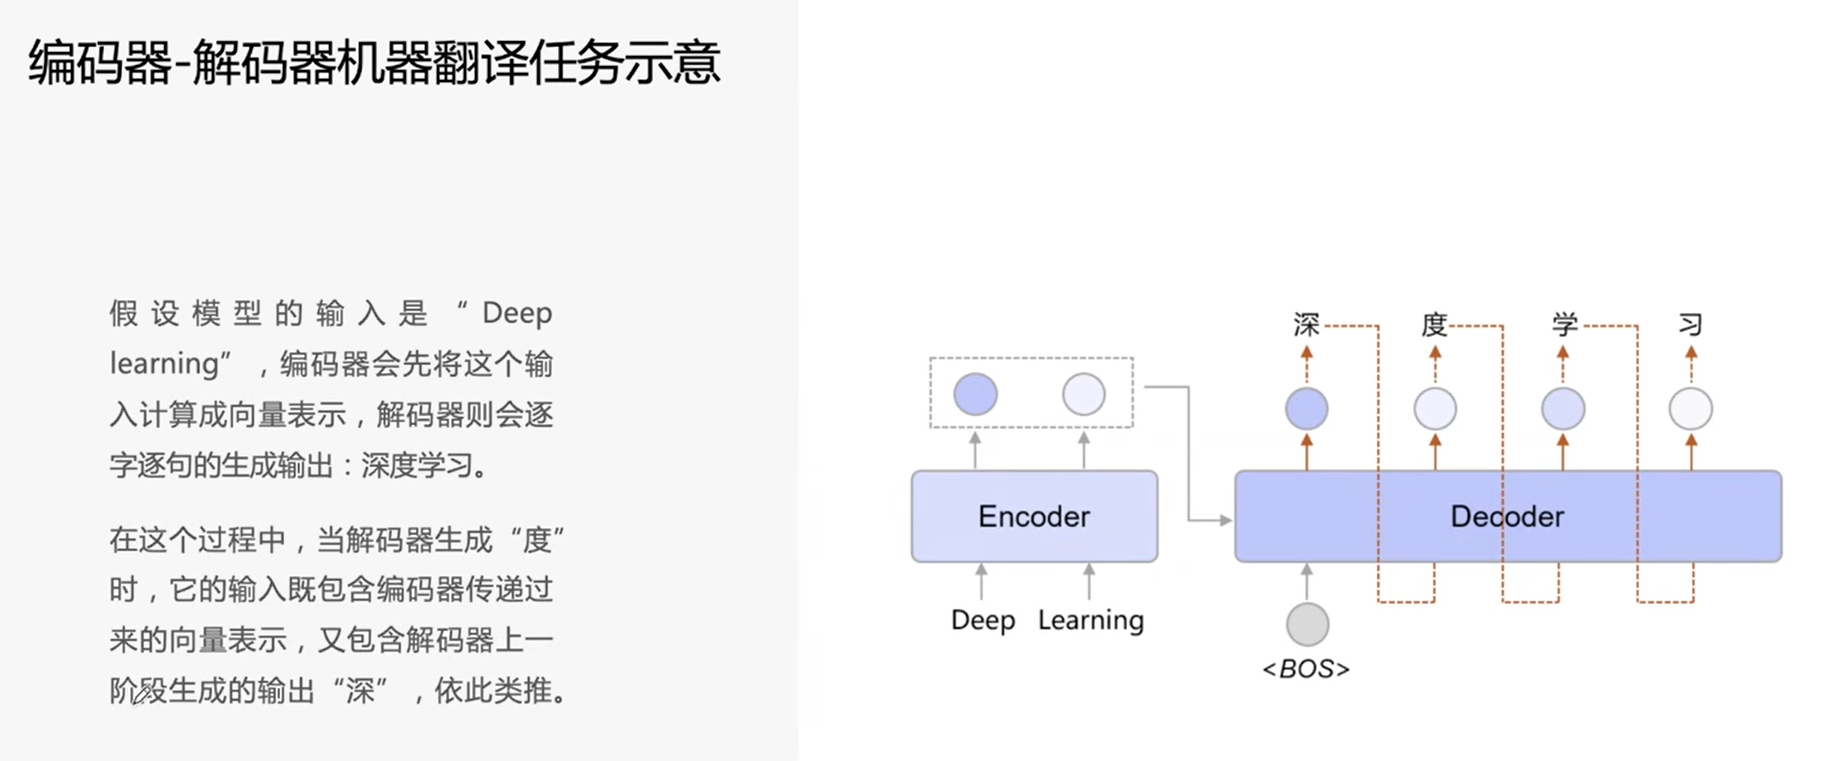 编码器-解码器机器翻译任务示意
假设模型的输入是“Deep
learning”，编码器会先将这个输
入计算成向量表示，解码器则会逐
字逐句的生成输出：深度学习。
在这个过程中，当解码器生成“度”
时，它的输入既包含编码器传递过
来的向量表示，又包含解码器上一
阶段生成的输出“深”，依此类推。
深 度 学 习
Encoder
Decoder
Deep Learning
<BOS>